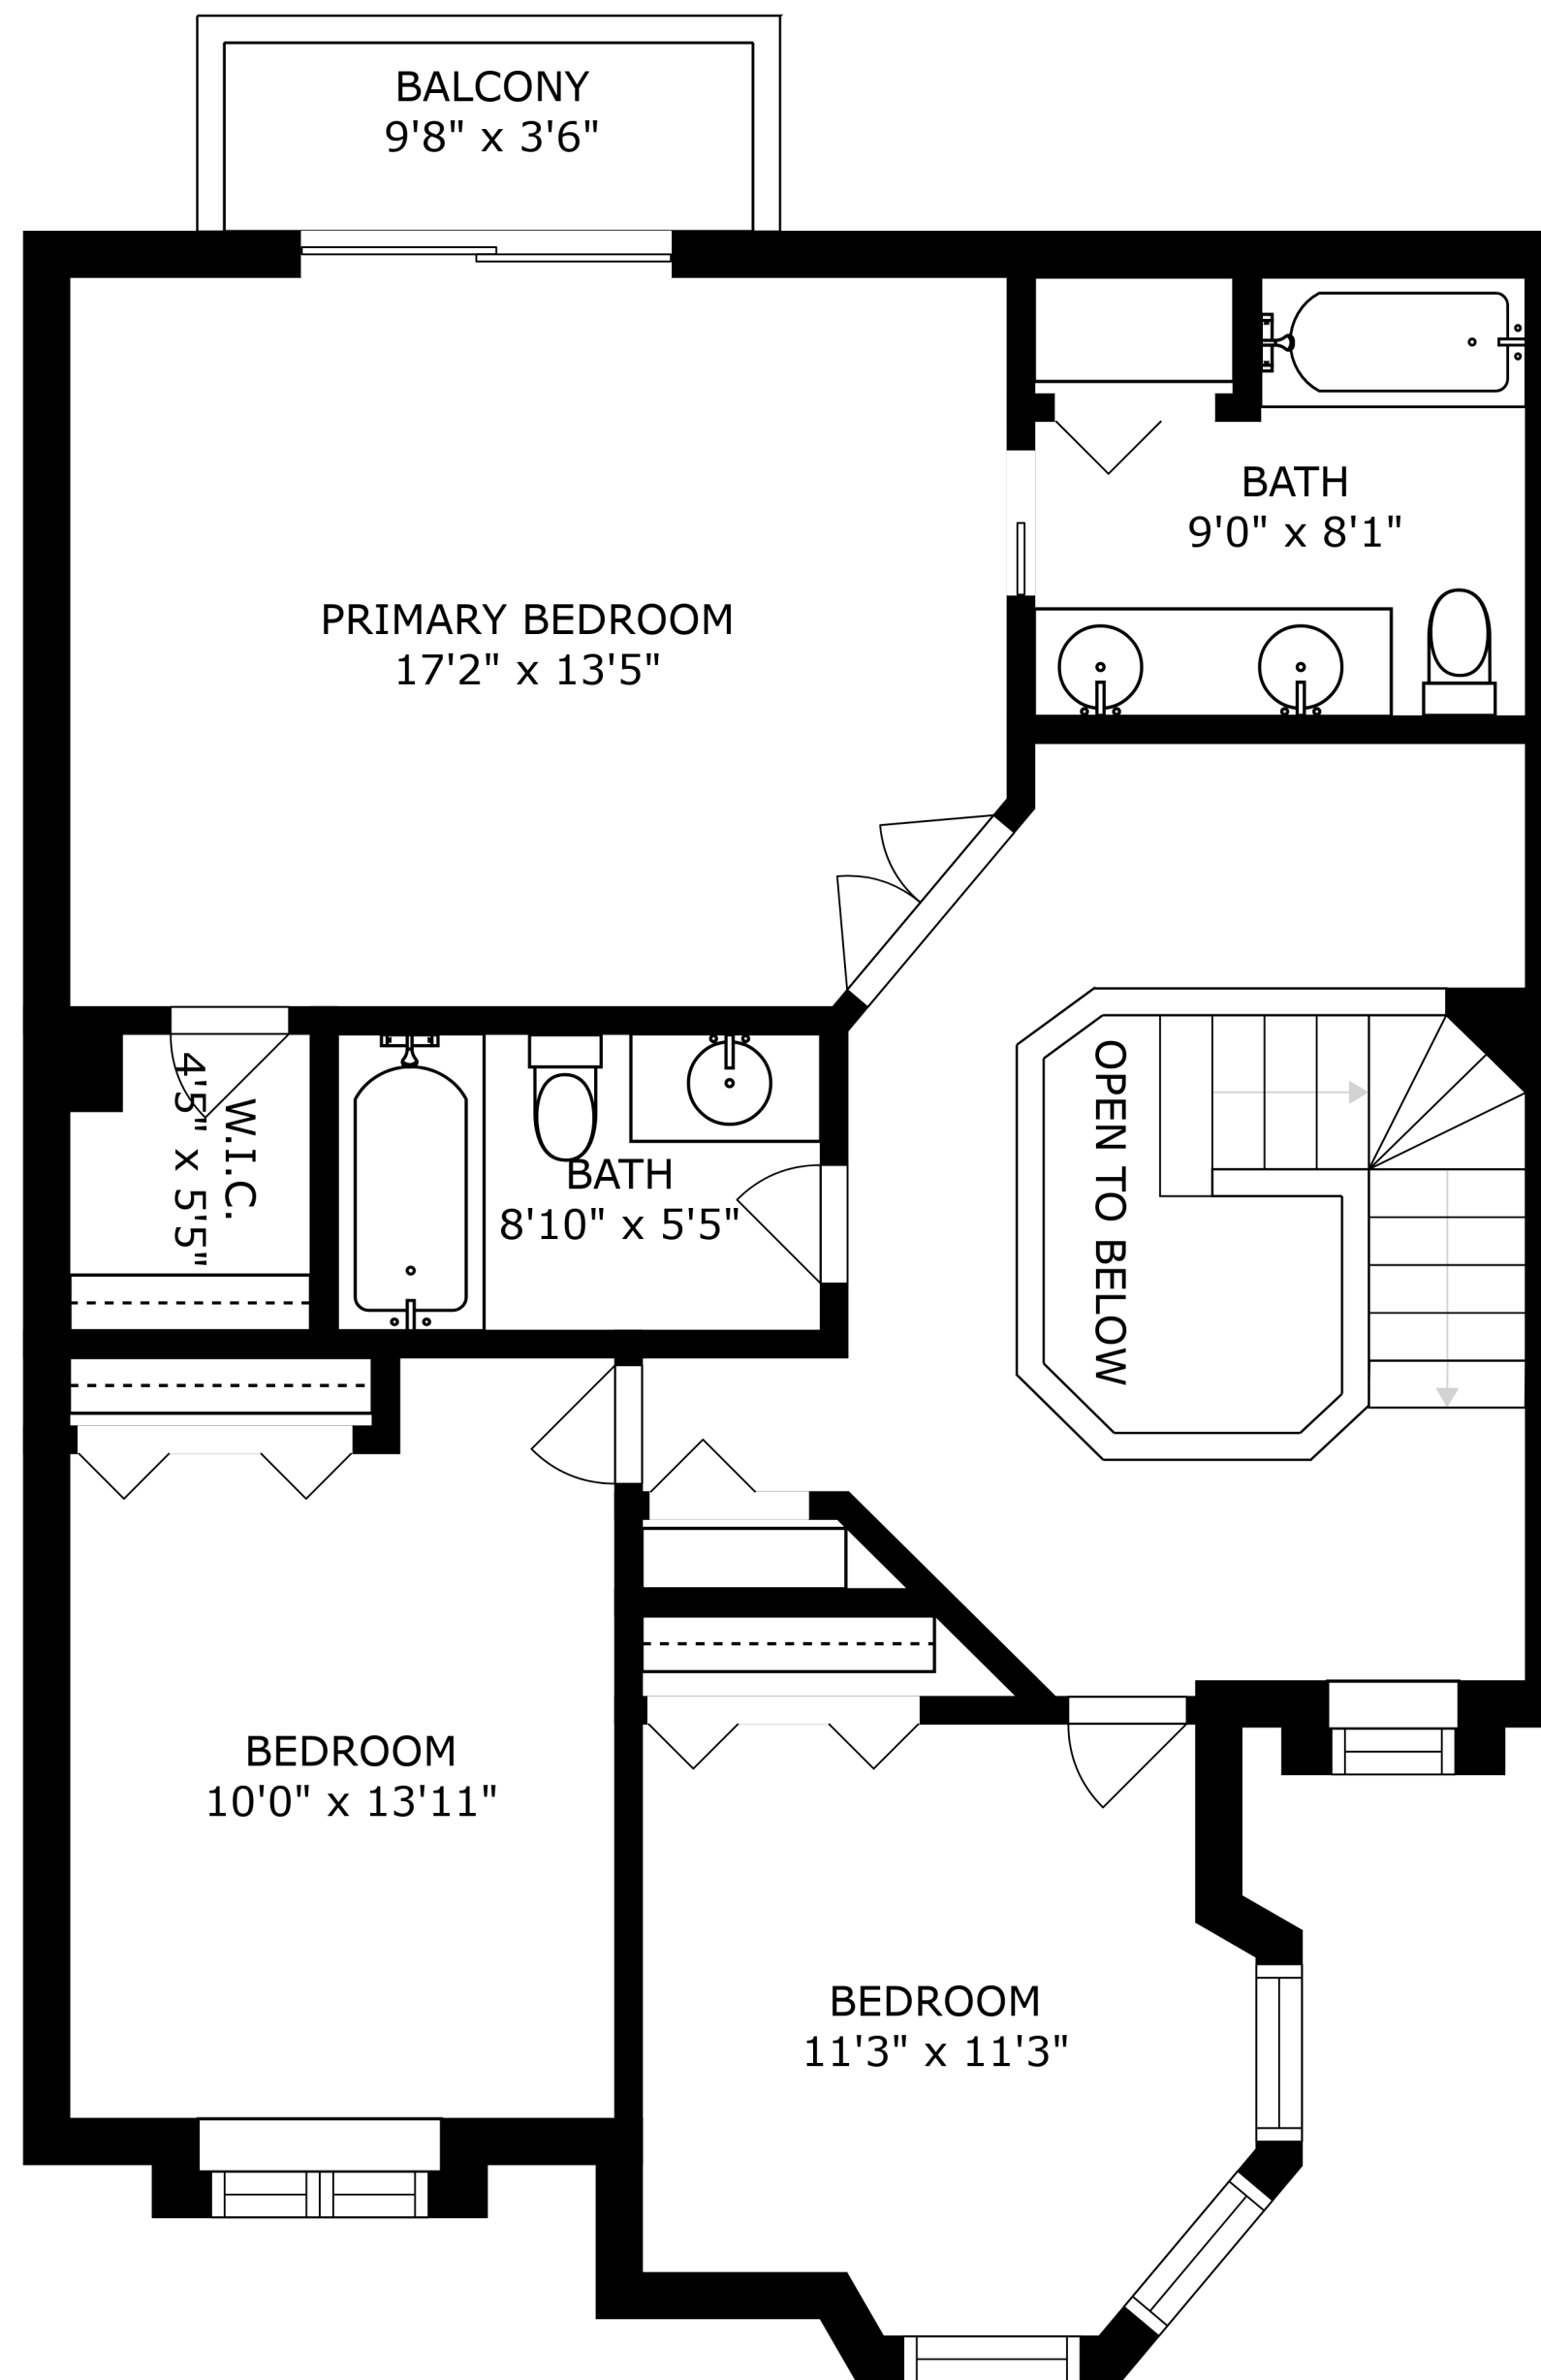 BALCONY
9'8" x 3'6"
BATH
9'0" x 8'1"
PRIMARY BEDROOM
17'2" x 13'5"
W.I.C.
4'5" x 5'5"
BATH
8'10" x 5'5"
OPEN TO BELOW
BEDROOM
10'0" x 13'11"
BEDROOM
11'3" x 11'3"